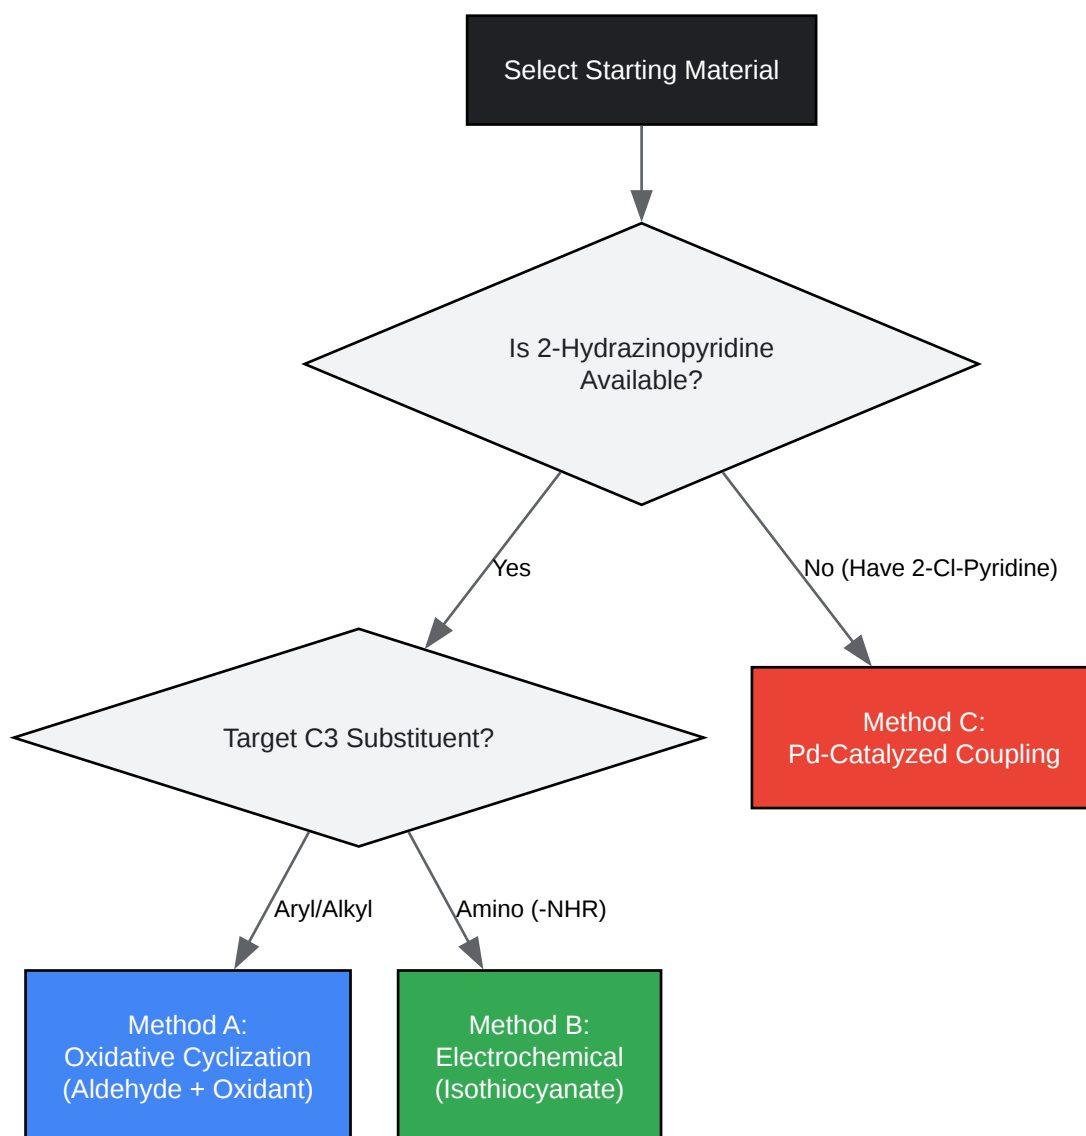 Select Starting Material
Is 2-Hydrazinopyridine
Available?
Yes
No (Have 2-Cl-Pyridine)
Target C3 Substituent?
Method C:
Pd-Catalyzed Coupling
Aryl/Alkyl
Amino (-NHR)
Method A:
Oxidative Cyclization
(Aldehyde + Oxidant)
Method B:
Electrochemical
(Isothiocyanate)